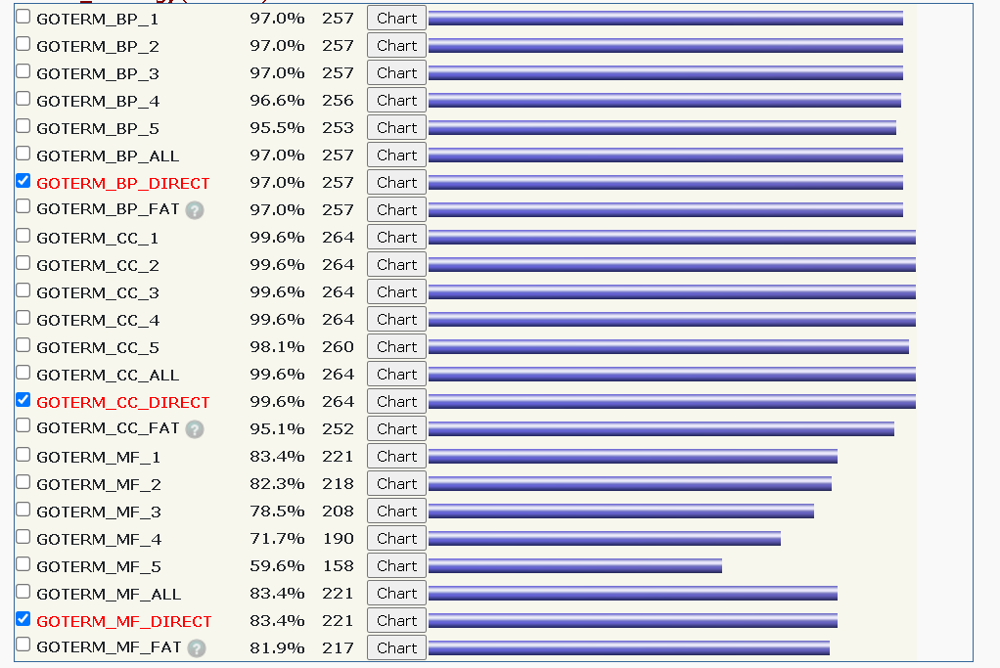 GOTERM_BP_1 97.0% 257 Chart
GOTERM_BP_2 97.0% 257 Chart
GOTERM_BP_3 97.0% 257 Chart
GOTERM_BP_4 96.6% 256 Chart
GOTERM_BP_5 95.5% 253 Chart
GOTERM_BP_ALL 97.0% 257 Chart
GOTERM_BP_DIRECT 97.0% 257 Chart
GOTERM_BP_FAT ? 97.0% 257 Chart
GOTERM_CC_1 99.6% 264 Chart
GOTERM_CC_2 99.6% 264 Chart
GOTERM_CC_3 99.6% 264 Chart
GOTERM_CC_4 99.6% 264 Chart
GOTERM_CC_5 98.1% 260 Chart
GOTERM_CC_ALL 99.6% 264 Chart
GOTERM_CC_DIRECT 99.6% 264 Chart
GOTERM_CC_FAT ? 95.1% 252 Chart
GOTERM_MF_1 83.4% 221 Chart
GOTERM_MF_2 82.3% 218 Chart
GOTERM_MF_3 78.5% 208 Chart
GOTERM_MF_4 71.7% 190 Chart
GOTERM_MF_5 59.6% 158 Chart
GOTERM_MF_ALL 83.4% 221 Chart
GOTERM_MF_DIRECT 83.4% 221 Chart
GOTERM_MF_FAT ? 81.9% 217 Chart